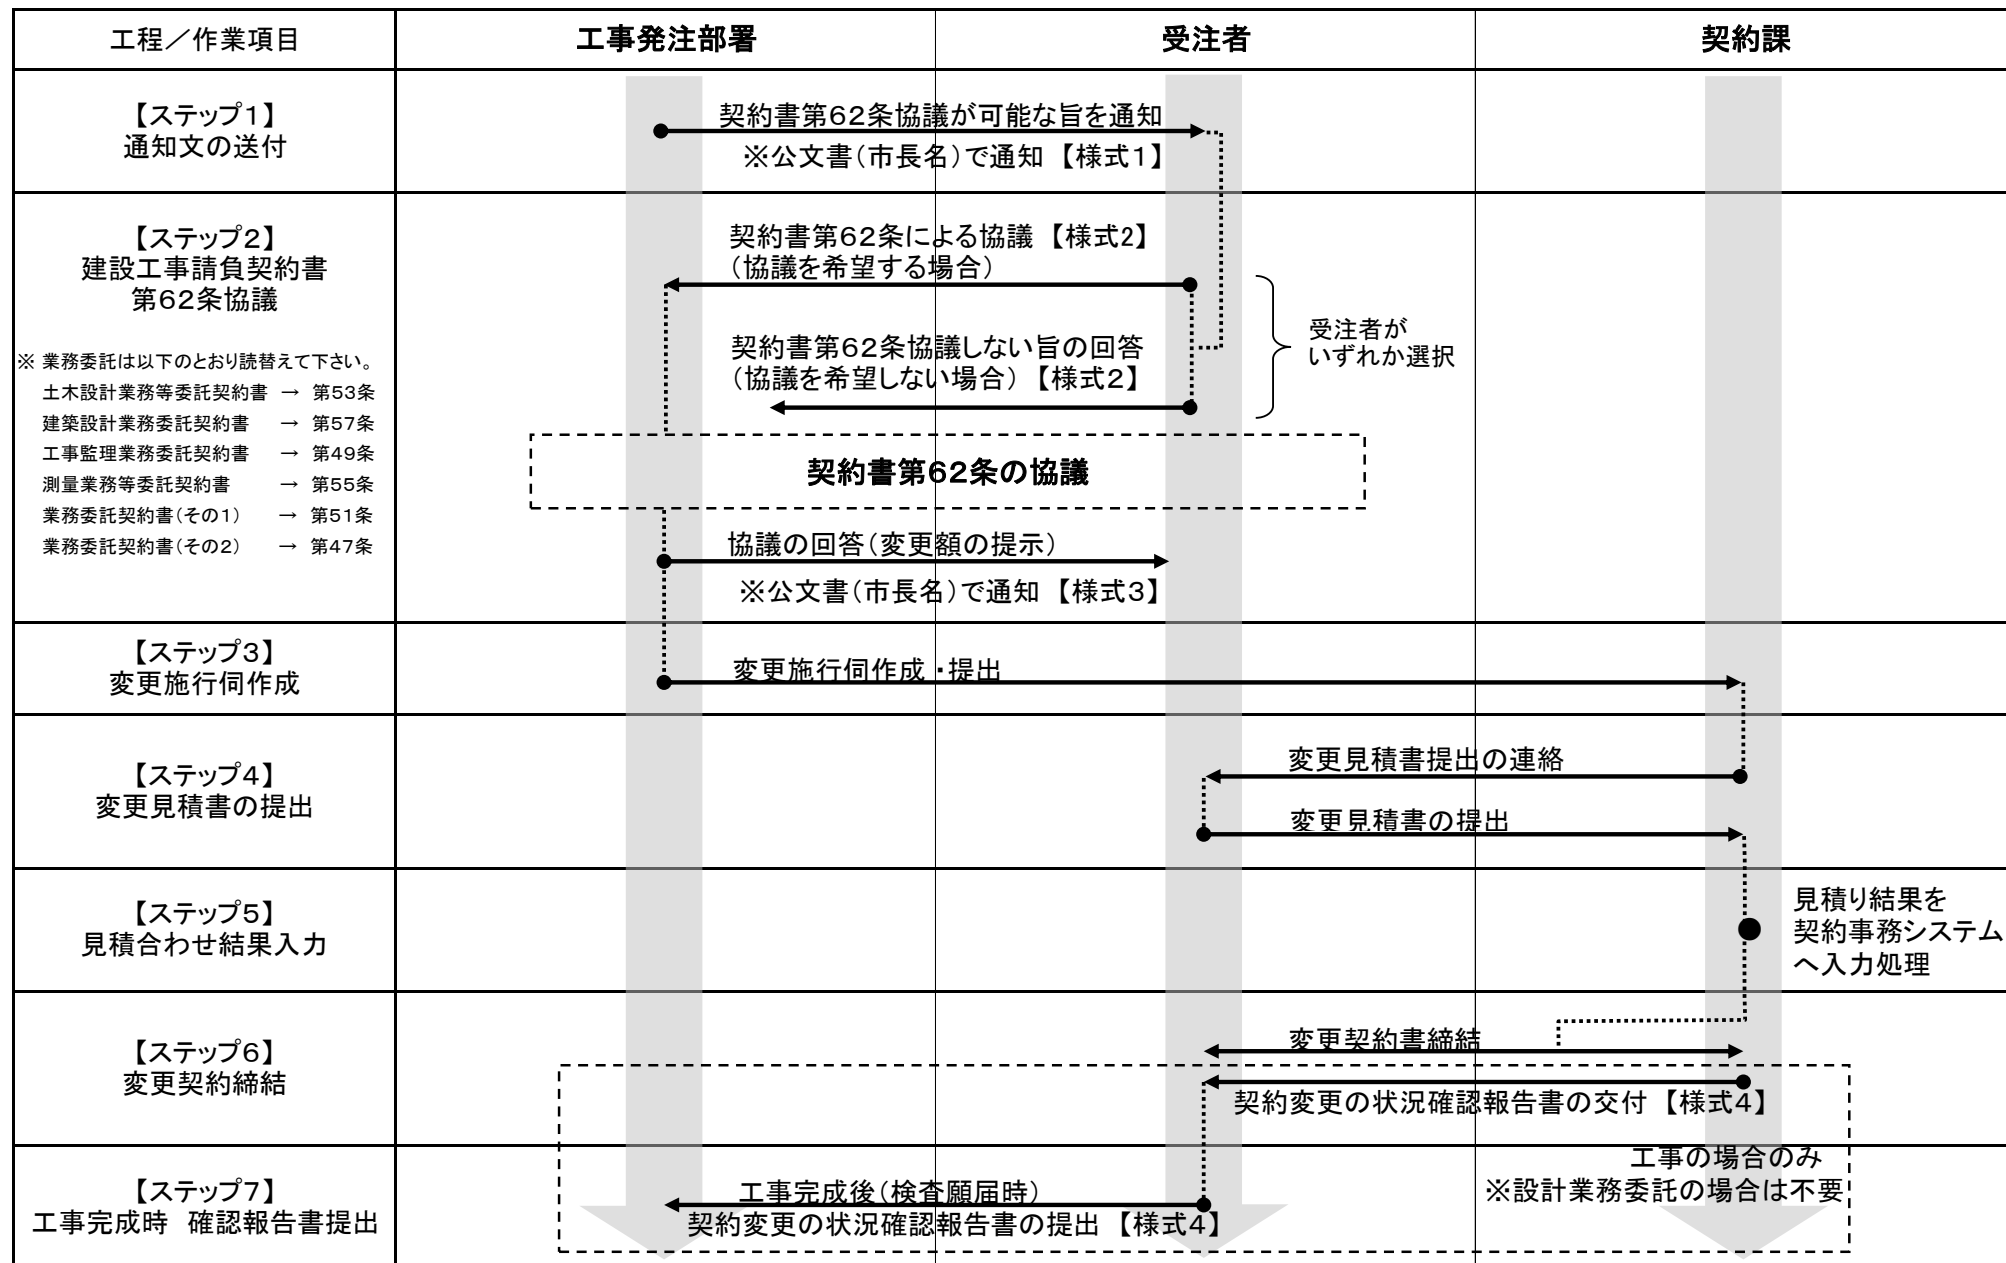 工程／作業項目
工事発注部署
受注者
契約課
【ステップ１】
通知文の送付
契約書第６２条協議が可能な旨を通知
※公文書（市長名）で通知 【様式１】
【ステップ２】
建設工事請負契約書
第６２条協議
※ 業務委託は以下のとおり読替えて下さい。
土木設計業務等委託契約書 → 第５３条
建築設計業務委託契約書 → 第５７条
工事監理業務委託契約書 → 第４９条
測量業務等委託契約書 → 第５５条
業務委託契約書（その１） → 第５１条
業務委託契約書（その２） → 第４７条
契約書第６２条による協議 【様式2】
（協議を希望する場合）
契約書第６２条協議しない旨の回答
（協議を希望しない場合） 【様式２】
受注者が
いずれか選択
契約書第６２条の協議
協議の回答（変更額の提示）
※公文書（市長名）で通知 【様式３】
【ステップ３】
変更施行伺作成
変更施行伺作成・提出
【ステップ４】
変更見積書の提出
変更見積書提出の連絡
変更見積書の提出
【ステップ５】
見積合わせ結果入力
見積り結果を
契約事務システム
へ入力処理
【ステップ６】
変更契約締結
変更契約書締結
契約変更の状況確認報告書の交付 【様式４】
【ステップ７】
工事完成時 確認報告書提出
工事完成後（検査願届時）
契約変更の状況確認報告書の提出 【様式４】
工事の場合のみ
※設計業務委託の場合は不要